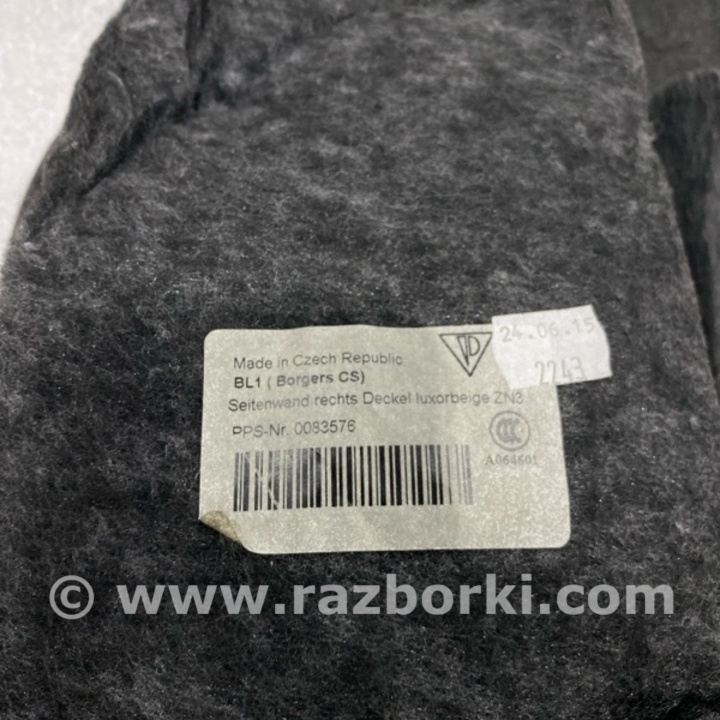 Made in Czech Republic
BL1 ( Borgers CS)
Seitenwand rechts Deckel luxorbeige ZN3
PPS-Nr. 0083576
A064601
24.06.15
2243
© www.razborki.com